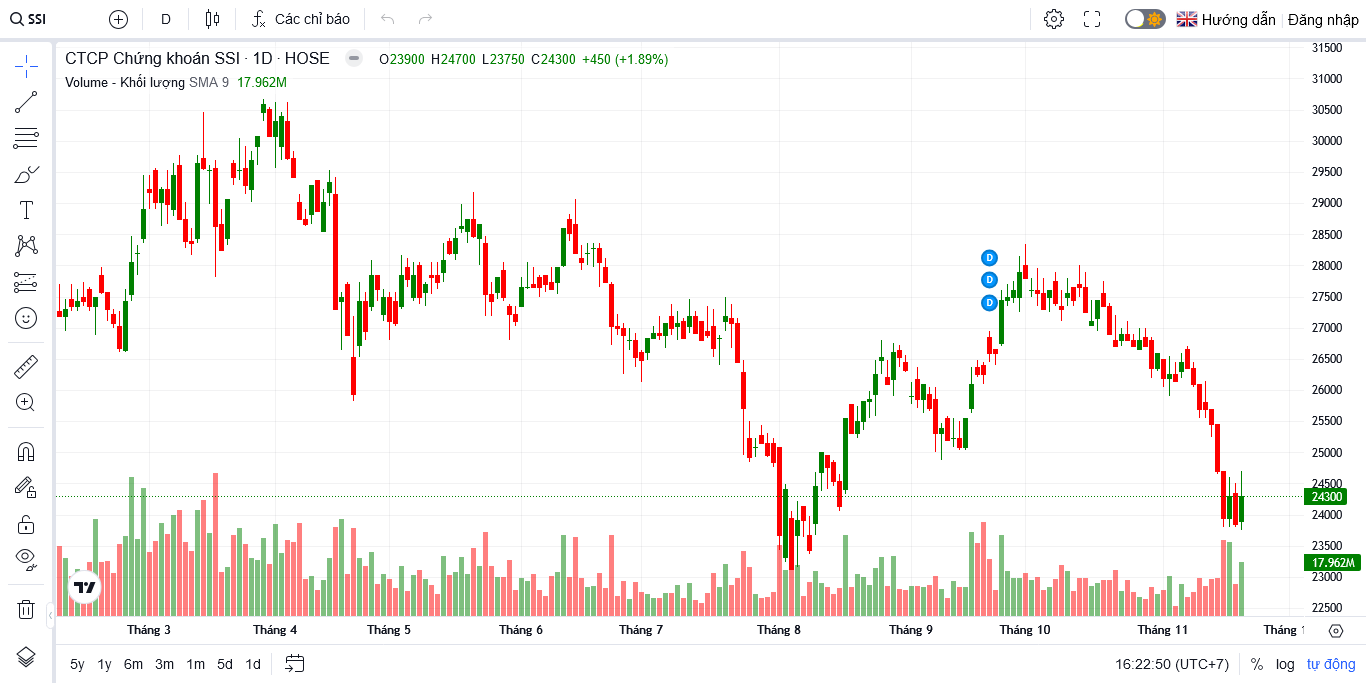 SSI D Các chỉ báo Hướng dẫn Đăng nhập
CTCP Chứng khoán SSI · 1D · HOSE O23900 H24700 L23750 C24300 +450 (+1.89%)
Volume - Khối lượng SMA 9 17.962M
31500
31000
30500
30000
29500
29000
28500
28000
27500
27000
26500
26000
25500
25000
24500
24300
24000
23500
17.962M
23000
22500
D
D
D
Tháng 3 Tháng 4 Tháng 5 Tháng 6 Tháng 7 Tháng 8 Tháng 9 Tháng 10 Tháng 11 Tháng 1
5y 1y 6m 3m 1m 5d 1d 16:22:50 (UTC+7) % log tự động